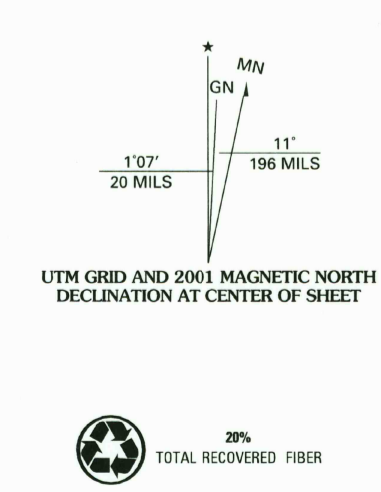 ★
MN
GN
11°
196 MILS
1°07'
20 MILS
UTM GRID AND 2001 MAGNETIC NORTH
DECLINATION AT CENTER OF SHEET
20%
TOTAL RECOVERED FIBER